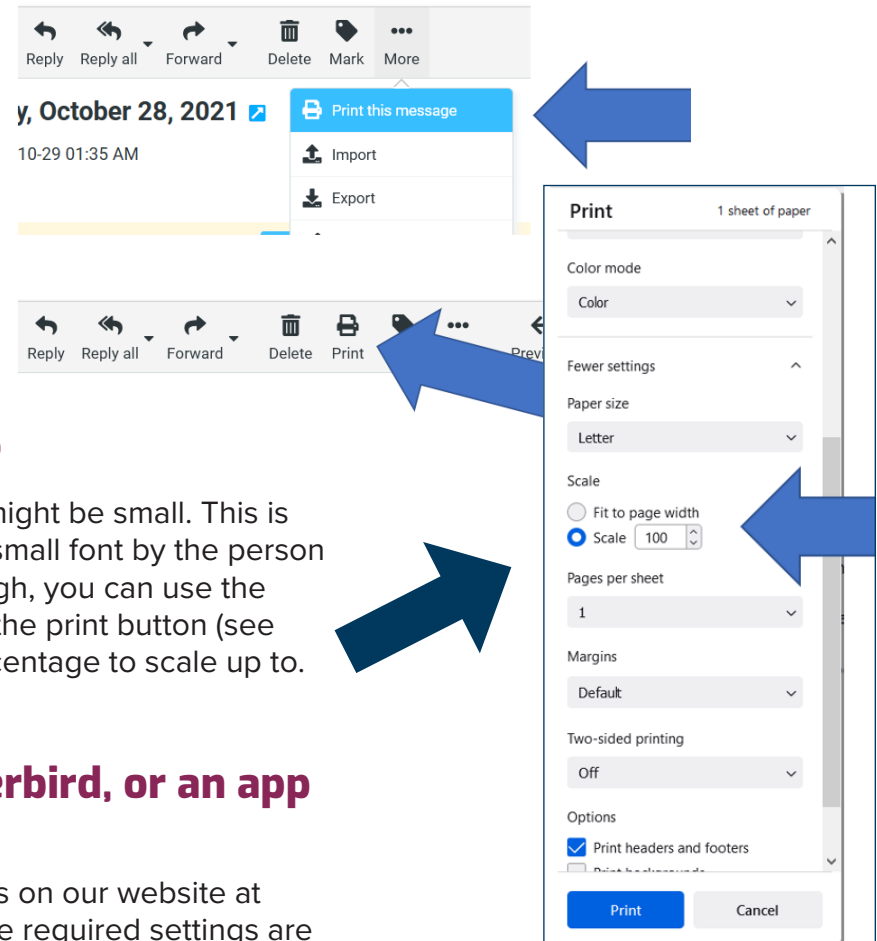 Reply Reply all Forward Delete Mark More
y, October 28, 2021
10-29 01:35 AM
Print this message
Import
Export
Reply Reply all Forward Delete Print Previ
might be small. This is
small font by the person
gh, you can use the
the print button (see
centage to scale up to.
erbird, or an app
s on our website at
e required settings are
Print 1 sheet of paper
Color mode
Color
Fewer settings
Paper size
Letter
Scale
Fit to page width
Scale 100
Pages per sheet
1
Margins
Default
Two-sided printing
Off
Options
Print headers and footers
Print backgrounds
Print Cancel